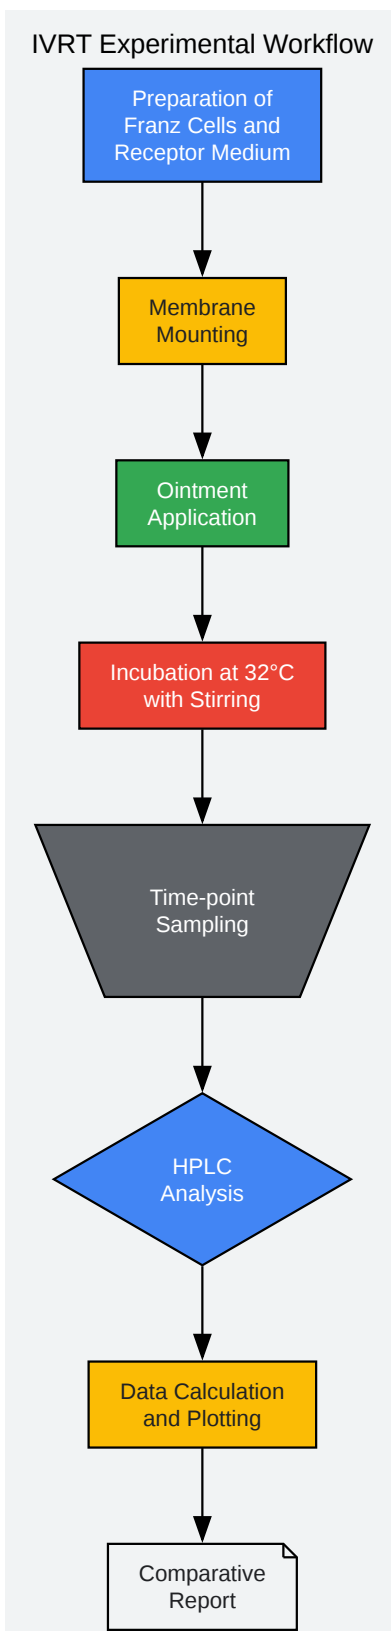 IVRT Experimental Workflow
Preparation of
Franz Cells and
Receptor Medium
Membrane
Mounting
Ointment
Application
Incubation at 32°C
with Stirring
Time-point
Sampling
HPLC
Analysis
Data Calculation
and Plotting
Comparative
Report